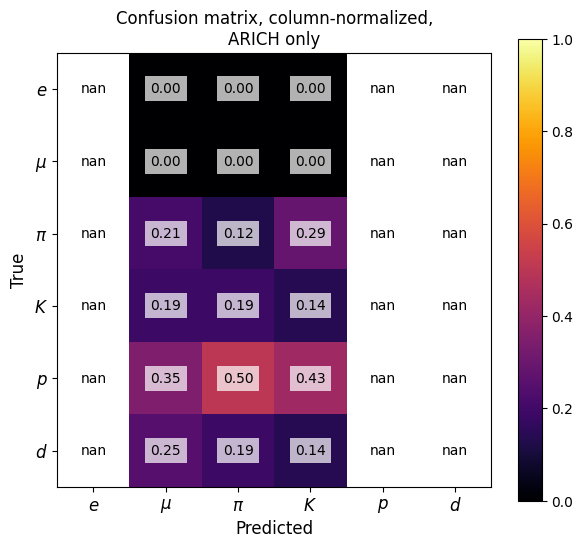 Confusion matrix, column-normalized,
ARICH only
e nan 0.00 0.00 0.00 nan nan
μ nan 0.00 0.00 0.00 nan nan
π nan 0.21 0.12 0.29 nan nan
K nan 0.19 0.19 0.14 nan nan
p nan 0.35 0.50 0.43 nan nan
d nan 0.25 0.19 0.14 nan nan
e μ π K p d
Predicted
True
1.0
0.8
0.6
0.4
0.2
0.0